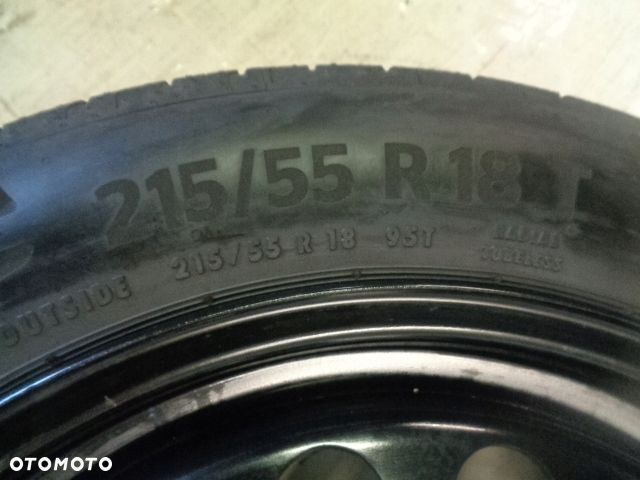 215/55 R 18 T
OUTSIDE 215/55 R 18 95T
TUBELESS
OTOMOTO